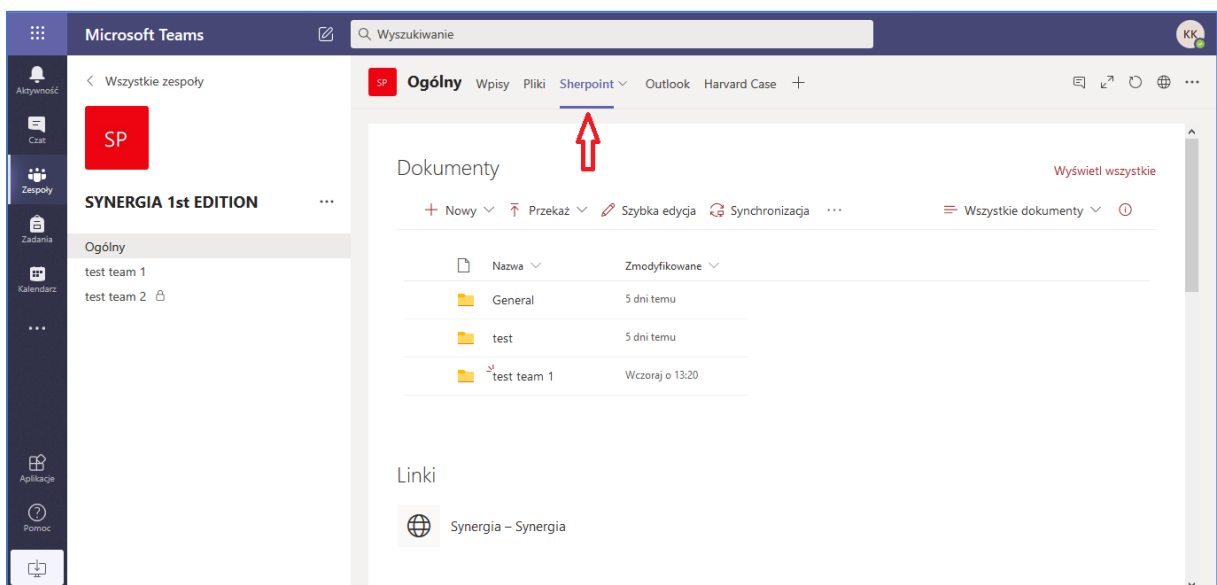 Microsoft Teams
Wyszukiwanie
KK
Aktywność
Czat
Zespoły
Zadania
Kalendarz
Aplikacje
Pomoc
Wszystkie zespoły
SP
SYNERGIA 1st EDITION
Ogólny
test team 1
test team 2
SP Ogólny Wpisy Pliki Sherpoint Outlook Harvard Case
Dokumenty
Wyświetl wszystkie
Nowy Przekaż Szybka edycja Synchronizacja Wszystkie dokumenty
Nazwa Zmodyfikowane
General 5 dni temu
test 5 dni temu
test team 1 Wczoraj o 13:20
Linki
Synergia – Synergia